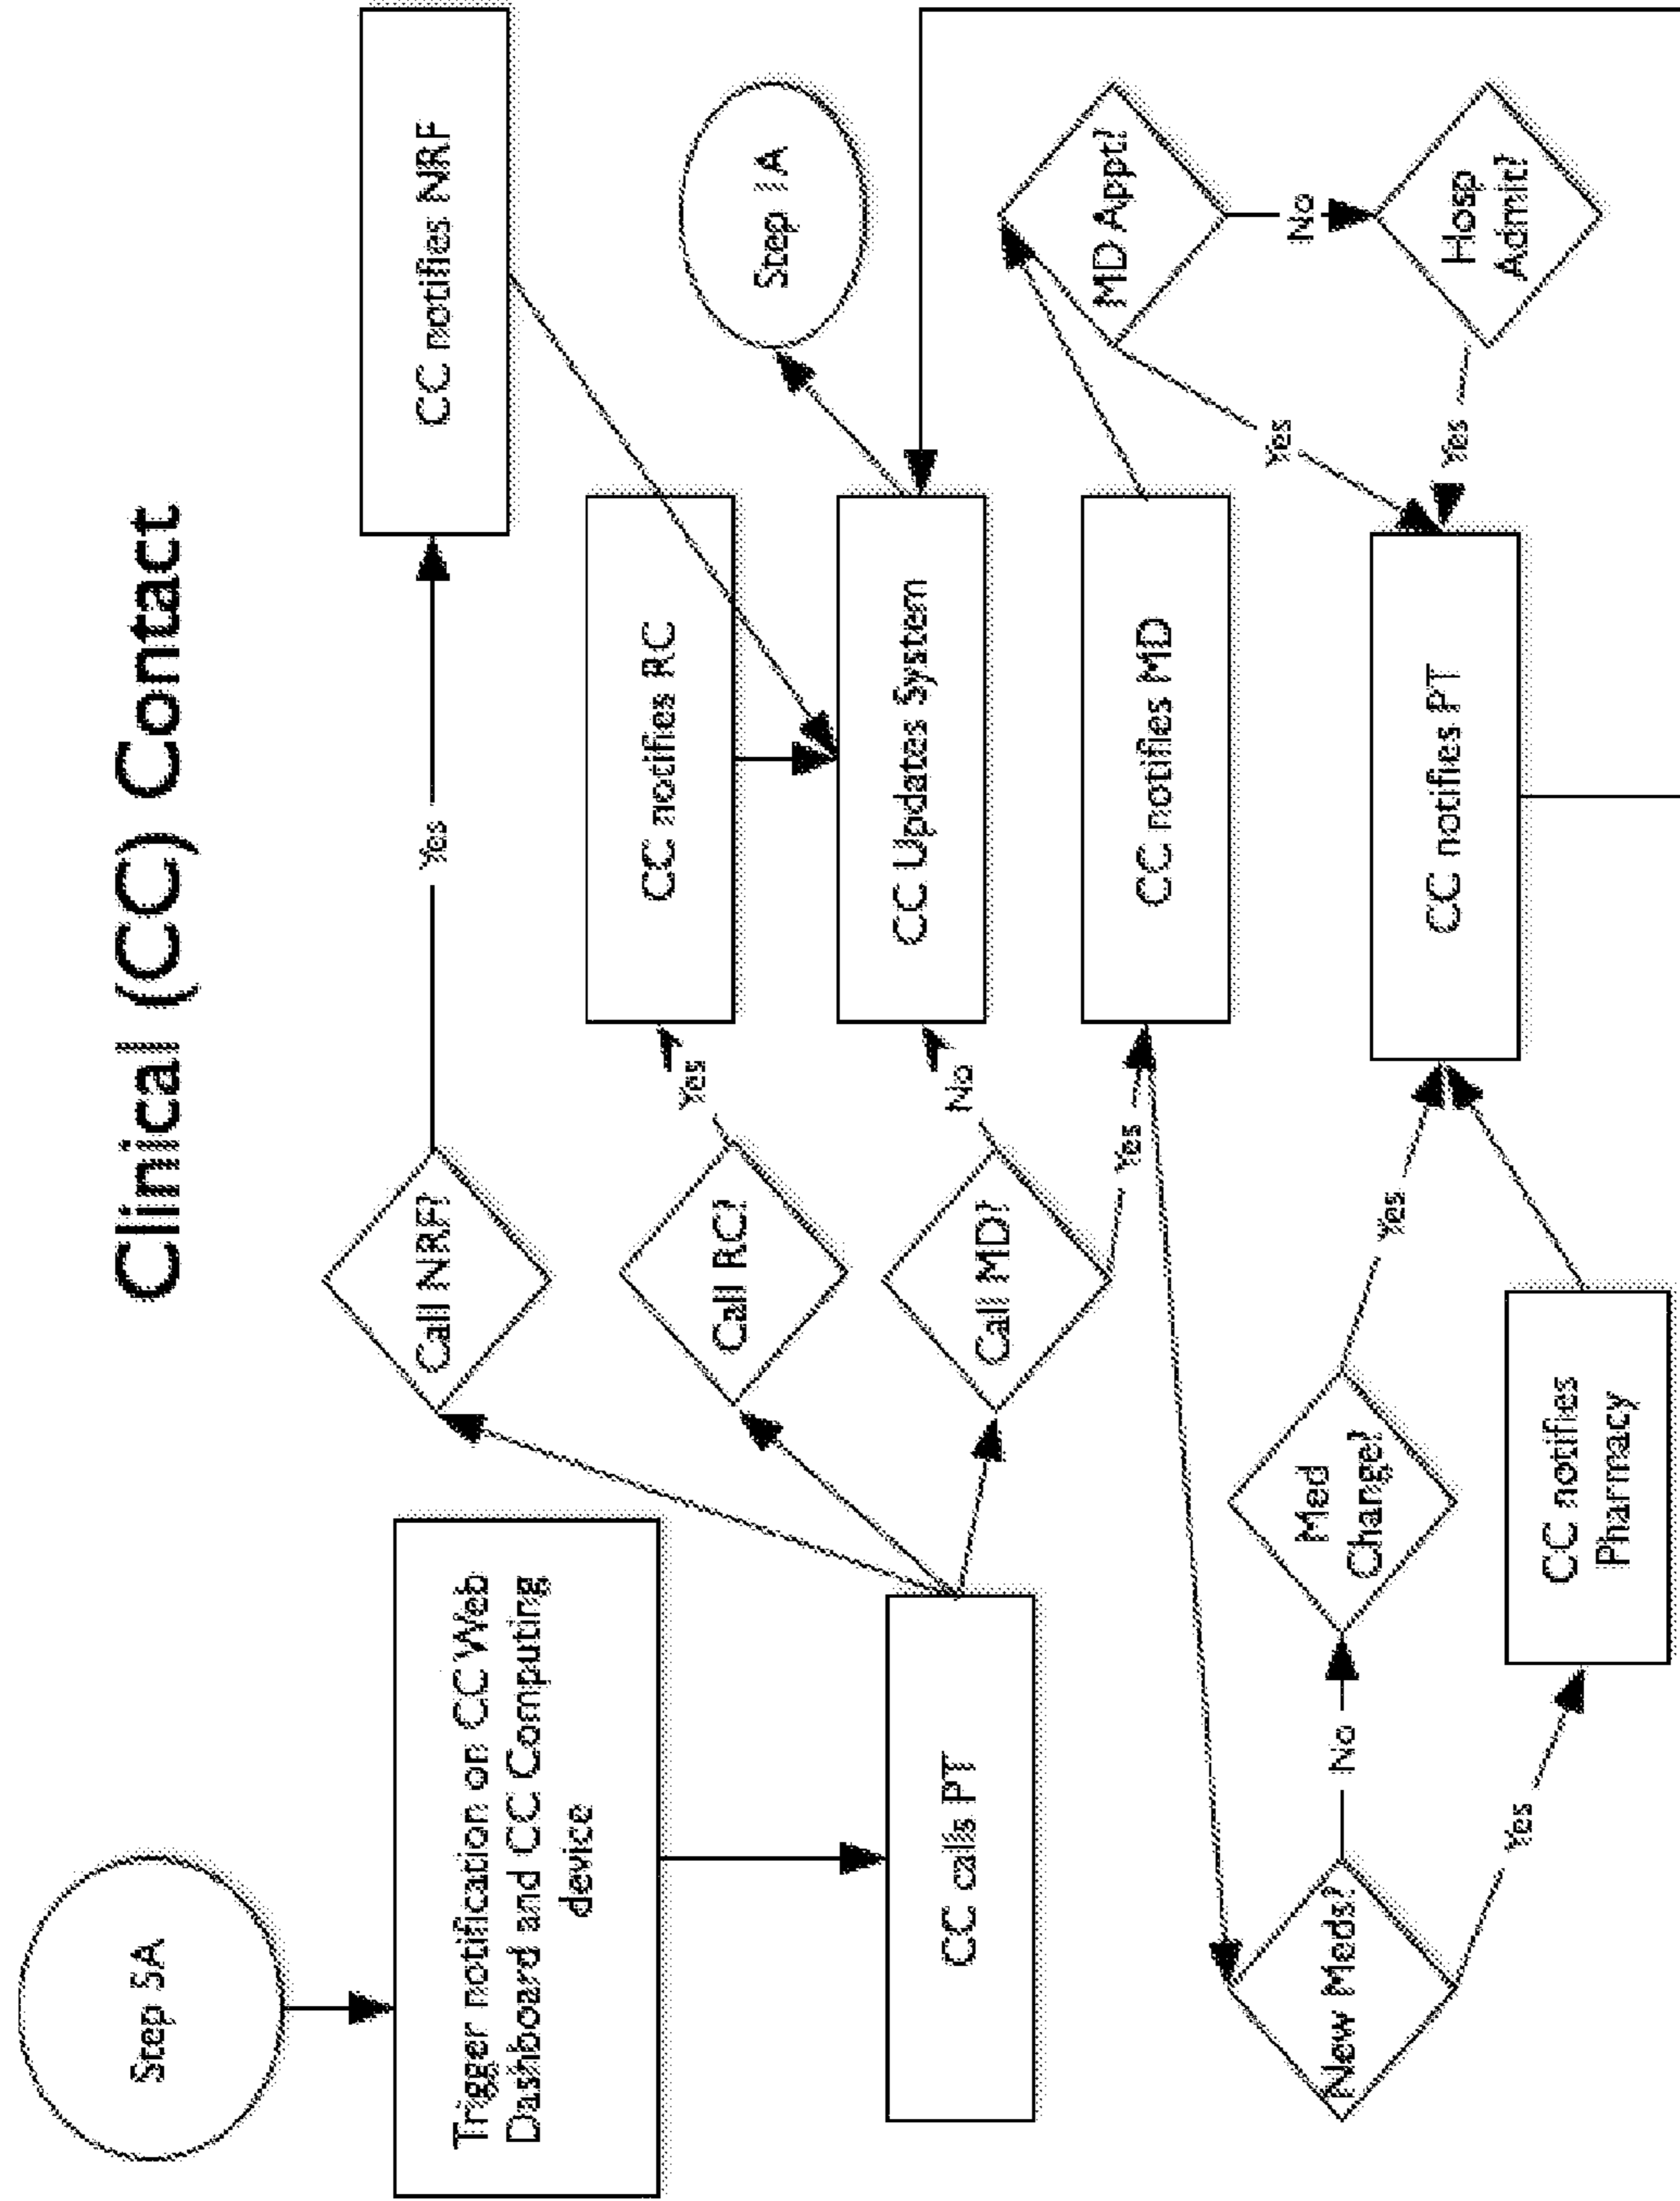 Clinical (CC) Contact
Step 5A
Trigger notification on CC Web
Dashboard and CC Computing
device
CC calls PT
Call NRF?
Yes
CC notifies NRF
Call RC?
Yes
CC notifies RC
Call MD?
No
CC Updates System
Step 1A
Yes
CC notifies MD
MD Appt?
No
Hosp
Admit?
Yes
Yes
New Meds?
No
Med
Change?
Yes
Yes
CC notifies
Pharmacy
CC notifies PT